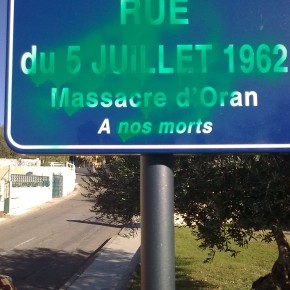 RUE
du 5 JUILLET 1962
Massacre d'Oran
A nos morts